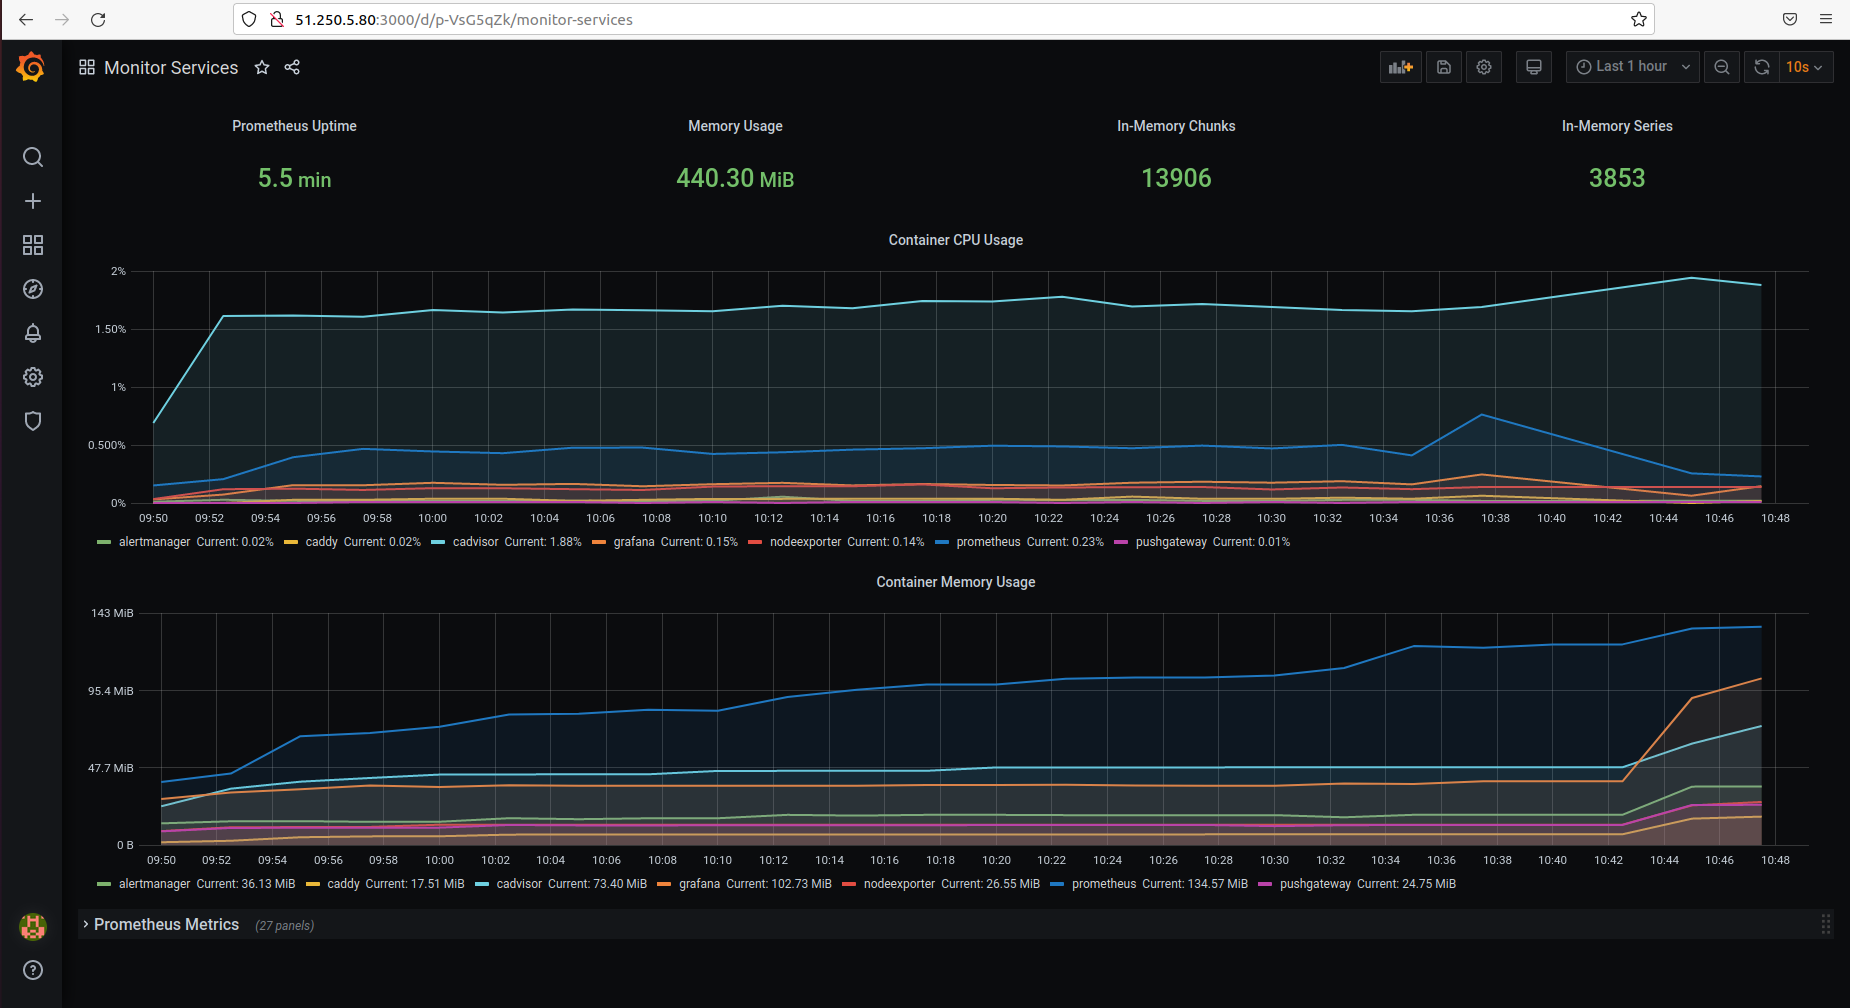 51.250.5.80:3000/d/p-VsG5qZk/monitor-services
Monitor Services
Last 1 hour
10s
Prometheus Uptime
5.5 min
Memory Usage
440.30 MiB
In-Memory Chunks
13906
In-Memory Series
3853
Container CPU Usage
2%
1.50%
1%
0.500%
0%
09:50 09:52 09:54 09:56 09:58 10:00 10:02 10:04 10:06 10:08 10:10 10:12 10:14 10:16 10:18 10:20 10:22 10:24 10:26 10:28 10:30 10:32 10:34 10:36 10:38 10:40 10:42 10:44 10:46 10:48
alertmanager Current: 0.02% caddy Current: 0.02% cadvisor Current: 1.88% grafana Current: 0.15% nodeexporter Current: 0.14% prometheus Current: 0.23% pushgateway Current: 0.01%
Container Memory Usage
143 MiB
95.4 MiB
47.7 MiB
0 B
09:50 09:52 09:54 09:56 09:58 10:00 10:02 10:04 10:06 10:08 10:10 10:12 10:14 10:16 10:18 10:20 10:22 10:24 10:26 10:28 10:30 10:32 10:34 10:36 10:38 10:40 10:42 10:44 10:46 10:48
alertmanager Current: 36.13 MiB caddy Current: 17.51 MiB cadvisor Current: 73.40 MiB grafana Current: 102.73 MiB nodeexporter Current: 26.55 MiB prometheus Current: 134.57 MiB pushgateway Current: 24.75 MiB
Prometheus Metrics (27 panels)